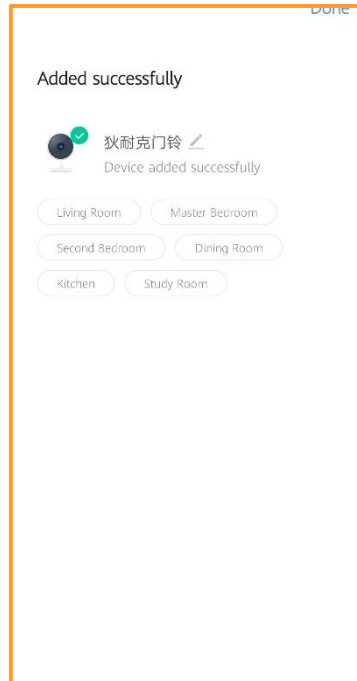 Done
Added successfully
狄耐克门铃
Device added successfully
Living Room Master Bedroom
Second Bedroom Dining Room
Kitchen Study Room